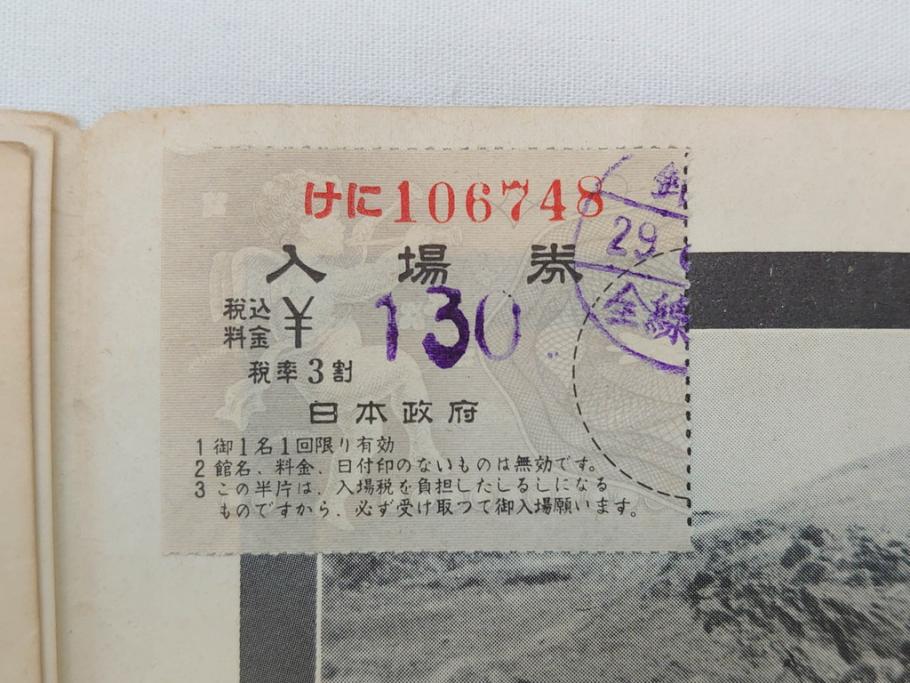 けに106748
入場券
税込料金 ¥ 130
税率3割
日本政府
1 御1名1回限り有効
2 館名、料金、日付印のないものは無効です。
3 この半片は、入場税を負担したしるしになる
ものですから、必ず受け取つて御入場願います。
29.
全線